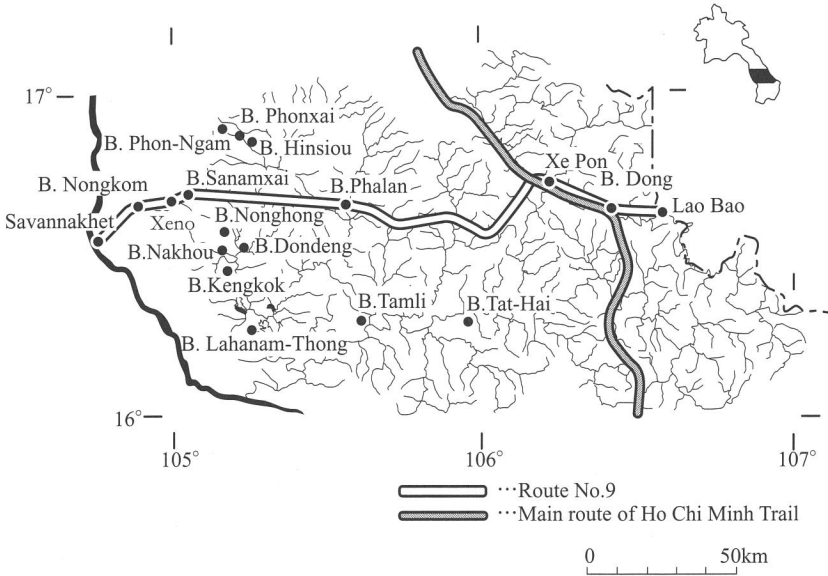 17°
B. Phonxai
B. Phon-Ngam
B. Hinsiou
Xe Pon
B. Nongkom
B.Sanamxai
B.Phalan
B. Dong
Savannakhet
Xeno
B.Nonghong
Lao Bao
B.Nakhou
B.Dondeng
B.Kengkok
B.Tamli
B.Tat-Hai
B. Lahanam-Thong
16°
105°
106°
107°
···Route No.9
···Main route of Ho Chi Minh Trail
0 50km